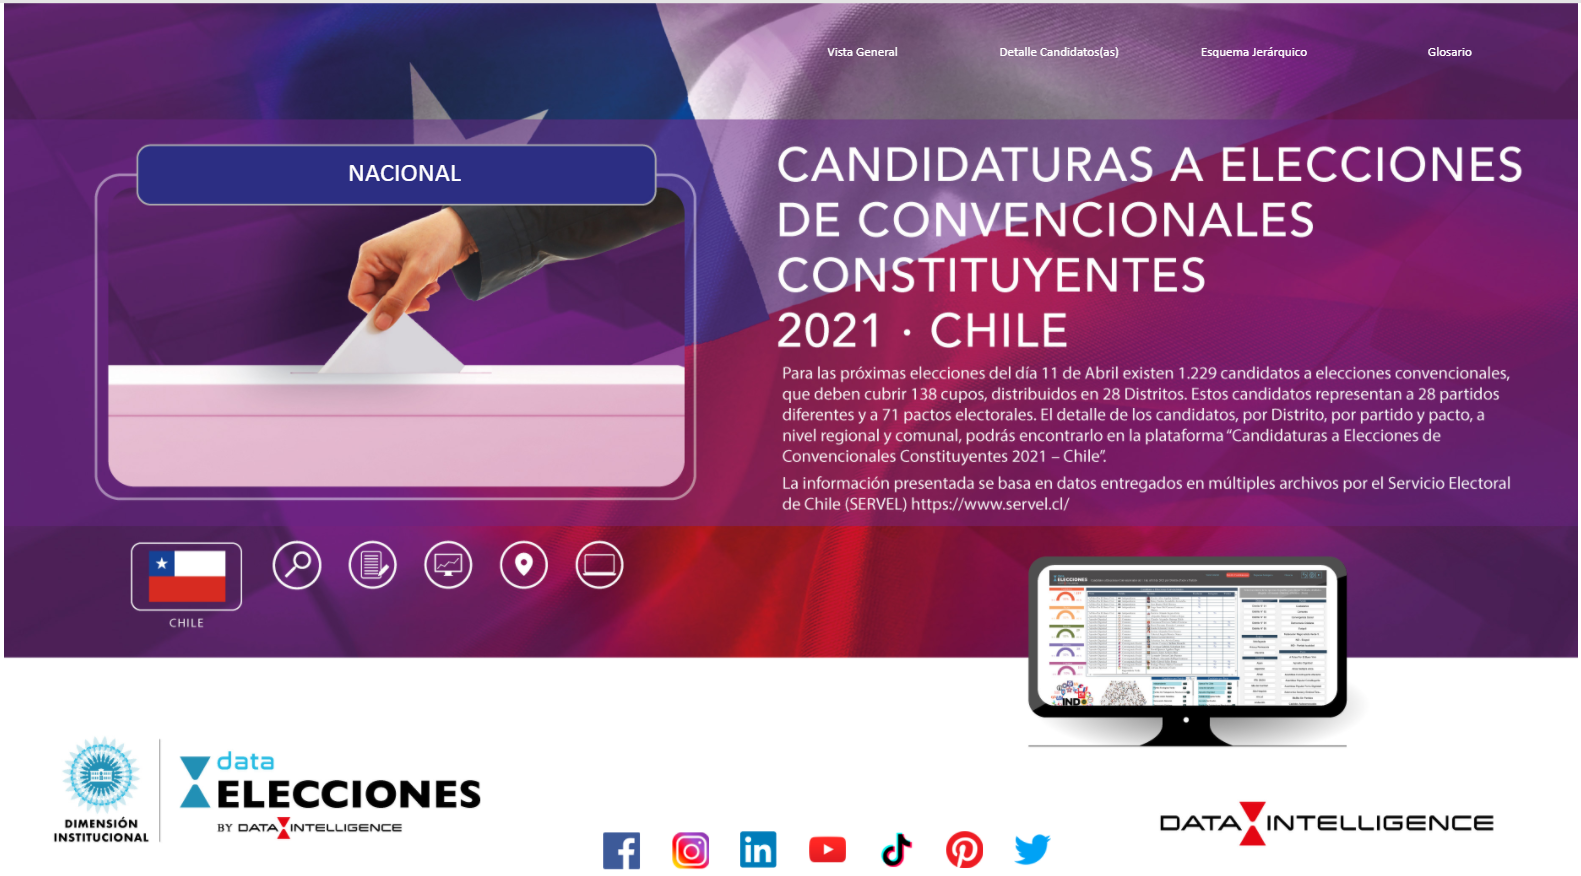 Vista General
Detalle Candidatos(as)
Esquema Jerárquico
Glosario
NACIONAL
CANDIDATURAS A ELECCIONES
DE CONVENCIONALES
CONSTITUYENTES
2021 · CHILE
Para las próximas elecciones del día 11 de Abril existen 1.229 candidatos a elecciones convencionales,
que deben cubrir 138 cupos, distribuidos en 28 Distritos. Estos candidatos representan a 28 partidos
diferentes y a 71 pactos electorales. El detalle de los candidatos, por Distrito, por partido y pacto, a
nivel regional y comunal, podrás encontrarlo en la plataforma “Candidaturas a Elecciones de
Convencionales Constituyentes 2021 – Chile”.
La información presentada se basa en datos entregados en múltiples archivos por el Servicio Electoral
de Chile (SERVEL) https://www.servel.cl/
CHILE
ELECCIONES
IND
DIMENSIÓN
INSTITUCIONAL
data
ELECCIONES
BY DATA INTELLIGENCE
DATA INTELLIGENCE